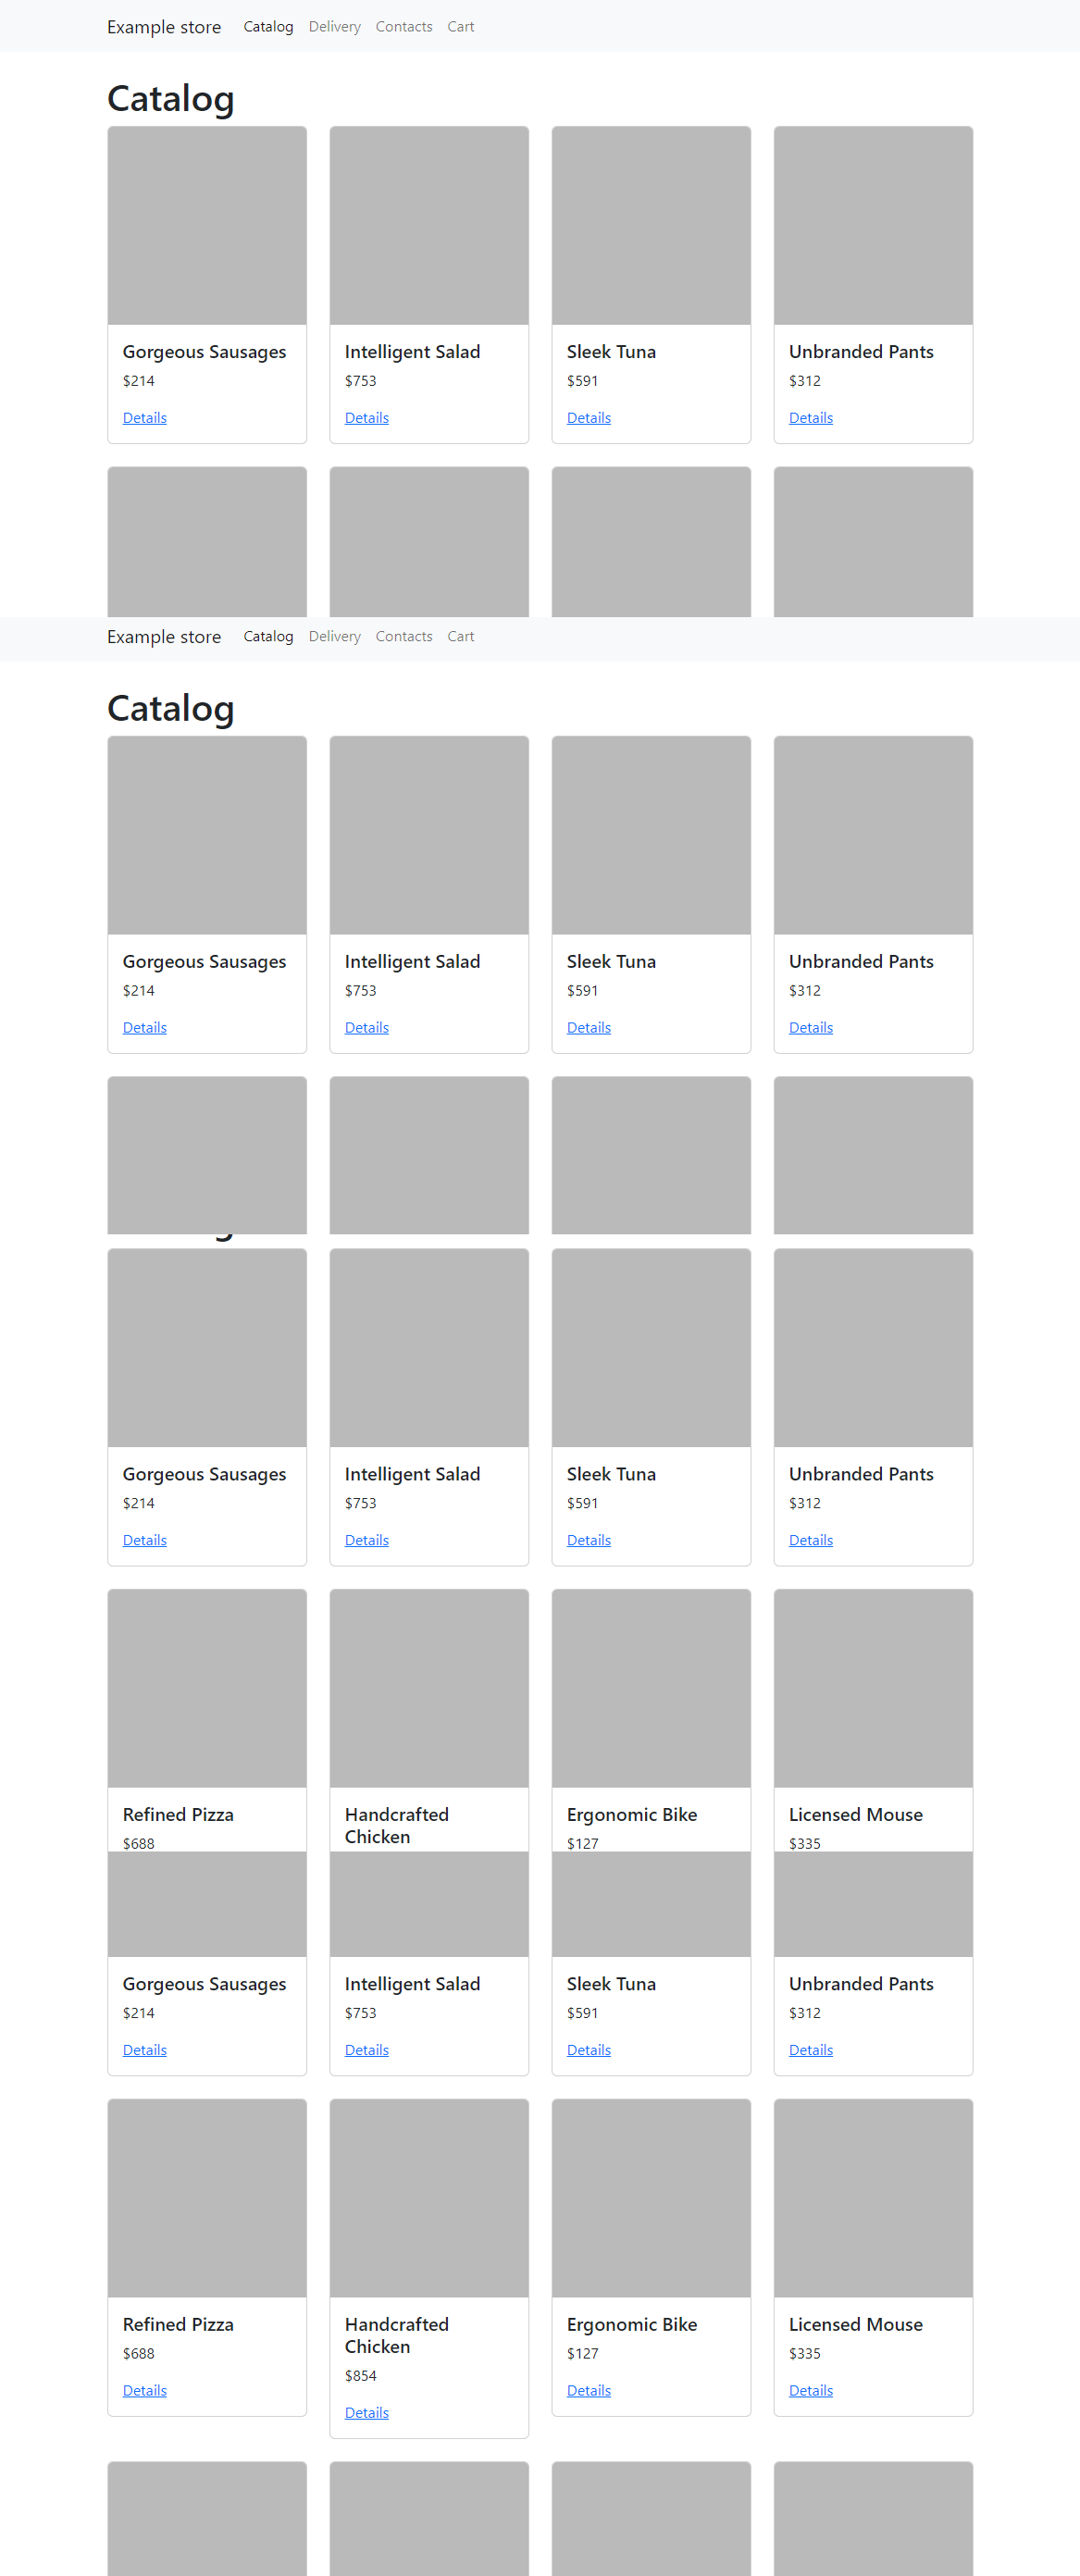 Example store Catalog Delivery Contacts Cart
Catalog
Gorgeous Sausages Intelligent Salad Sleek Tuna Unbranded Pants
$214 $753 $591 $312
Details Details Details Details
Example store Catalog Delivery Contacts Cart
Catalog
Gorgeous Sausages Intelligent Salad Sleek Tuna Unbranded Pants
$214 $753 $591 $312
Details Details Details Details
Gorgeous Sausages Intelligent Salad Sleek Tuna Unbranded Pants
$214 $753 $591 $312
Details Details Details Details
Refined Pizza Handcrafted Ergonomic Bike Licensed Mouse
Chicken
$688 $127 $335
Gorgeous Sausages Intelligent Salad Sleek Tuna Unbranded Pants
$214 $753 $591 $312
Details Details Details Details
Refined Pizza Handcrafted Ergonomic Bike Licensed Mouse
Chicken
$688 $127 $335
$854
Details Details Details
Details